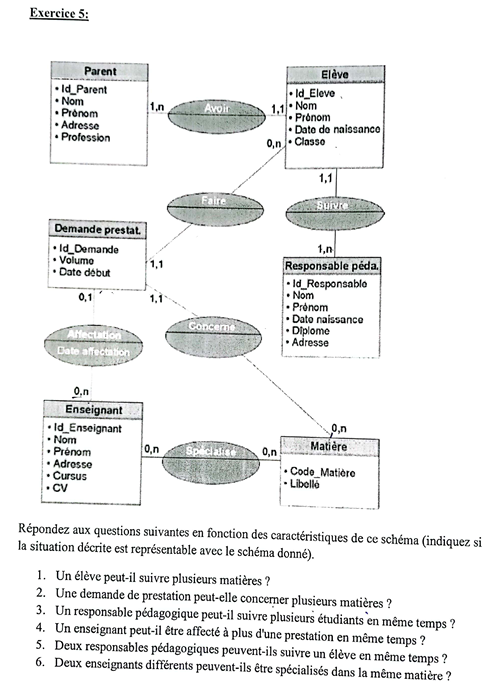 Exercice 5:
Parent
• Id_Parent
• Nom
• Prénom
• Adresse
• Profession
1,n
Avoir
1,1
Elève
• Id_Eleve
• Nom
• Prénom
• Date de naissance
• Classe
0,n
Faire
1,1
Suivre
1,n
Demande prestat.
• Id_Demande
• Volume
• Date début
1,1
0,1
1,1
Responsable péda.
• Id_Responsable
• Nom
• Prénom
• Date naissance
• Diplome
• Adresse
Affectation
Date affectation
Concerne
0,n
0,n
Enseignant
• Id_Enseignant
• Nom
• Prénom
• Adresse
• Cursus
• CV
0,n
Spécialité
0,n
Matière
• Code_Matière
• Libellé
Répondez aux questions suivantes en fonction des caractéristiques de ce schéma (indiquez si
la situation décrite est représentable avec le schéma donné).
1. Un élève peut-il suivre plusieurs matières ?
2. Une demande de prestation peut-elle concerner plusieurs matières ?
3. Un responsable pédagogique peut-il suivre plusieurs étudiants en même temps ?
4. Un enseignant peut-il être affecté à plus d'une prestation en même temps ?
5. Deux responsables pédagogiques peuvent-ils suivre un élève en même temps ?
6. Deux enseignants différents peuvent-ils être spécialisés dans la même matière ?